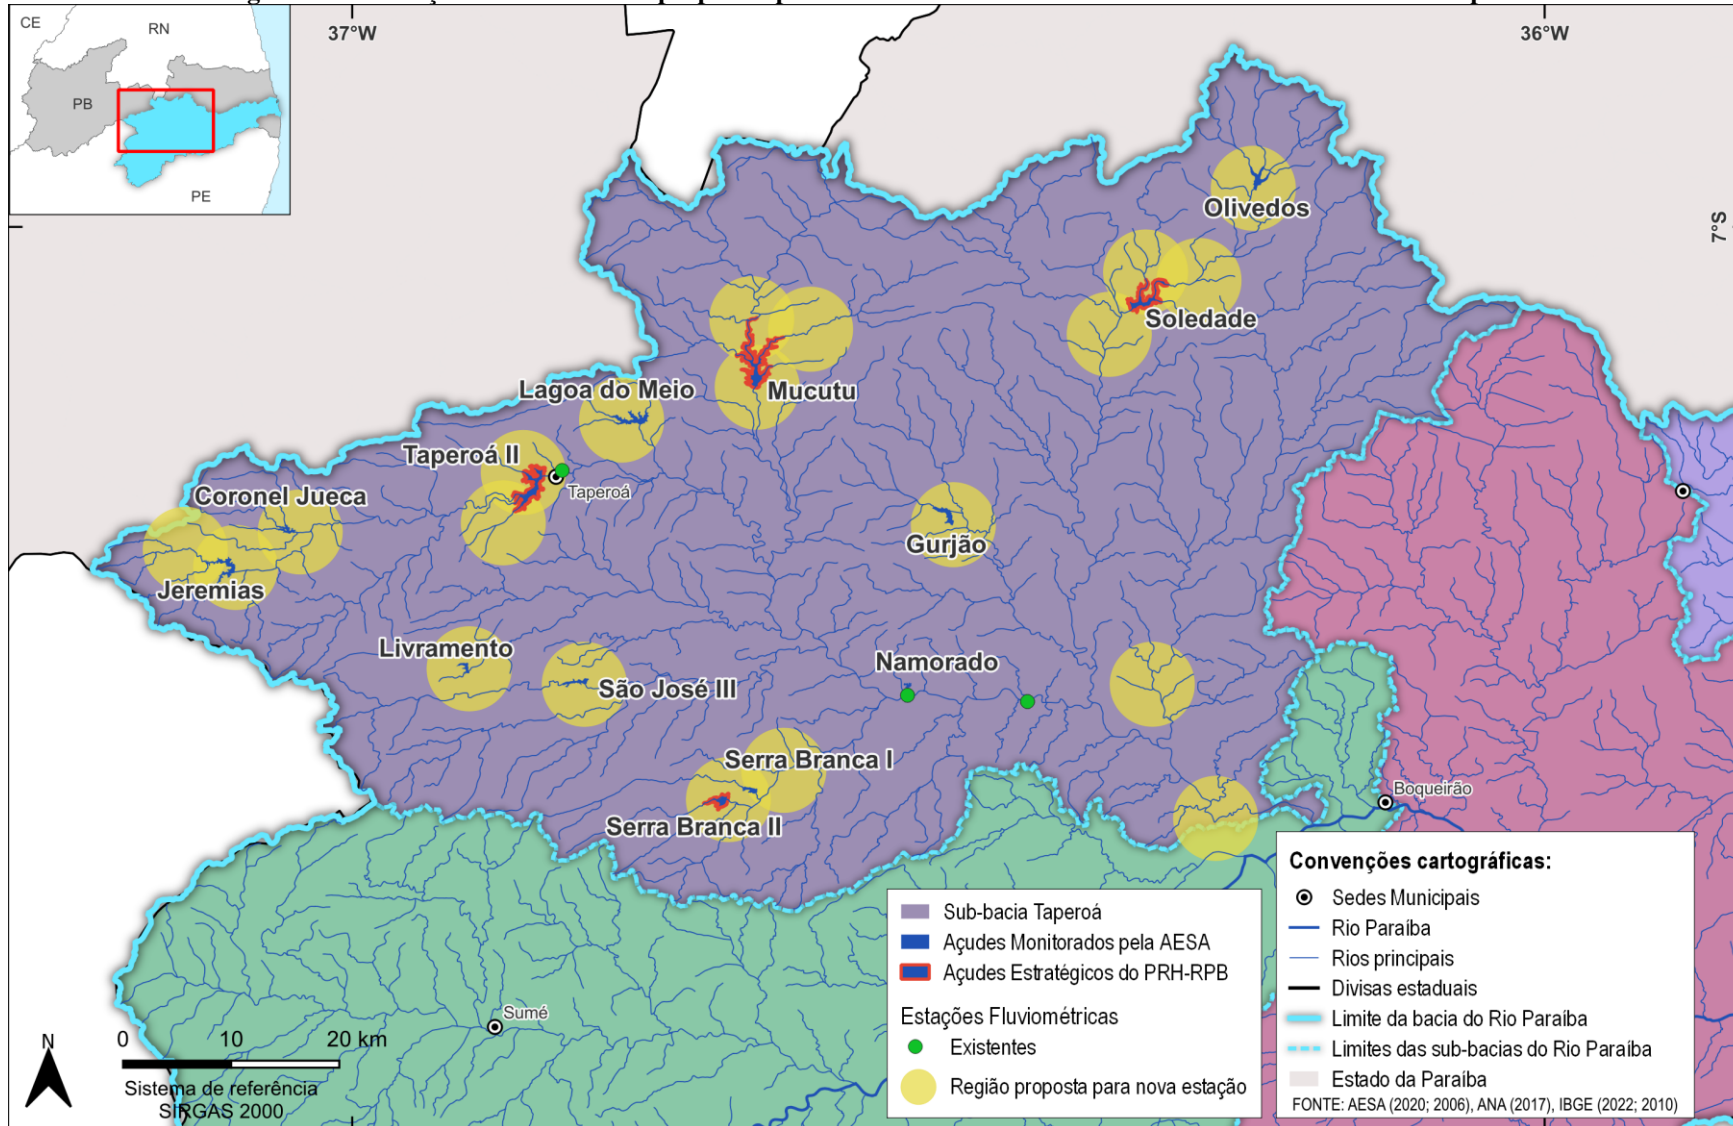 CE
RN
PB
PE
37°W
36°W
7°S
Olivedos
Soledade
Mucutu
Lagoa do Meio
Taperoá II
Taperoá
Coronel Jueca
Jeremias
Gurjão
Livramento
São José III
Namorado
Serra Branca I
Serra Branca II
Boqueirão
Sumé
N
0 10 20 km
Sistema de referência
SIRGAS 2000
Sub-bacia Taperoá
Açudes Monitorados pela AESA
Açudes Estratégicos do PRH-RPB
Estações Fluviométricas
Existentes
Região proposta para nova estação
Convenções cartográficas:
Sedes Municipais
Rio Paraíba
Rios principais
Divisas estaduais
Limite da bacia do Rio Paraíba
Limites das sub-bacias do Rio Paraíba
Estado da Paraíba
FONTE: AESA (2020; 2006), ANA (2017), IBGE (2022; 2010)